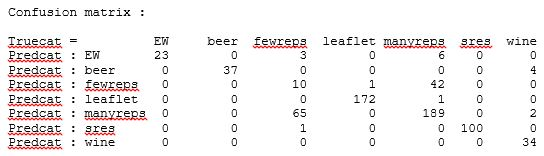 Confusion matrix :
Truecat = EW beer fewreps leaflet manyreps sres wine
Predcat : EW 23 0 3 0 6 0 0
Predcat : beer 0 37 0 0 0 0 4
Predcat : fewreps 0 0 10 1 42 0 0
Predcat : leaflet 0 0 0 172 1 0 0
Predcat : manyreps 0 0 65 0 189 0 2
Predcat : sres 0 0 1 0 0 100 0
Predcat : wine 0 0 0 0 0 0 34